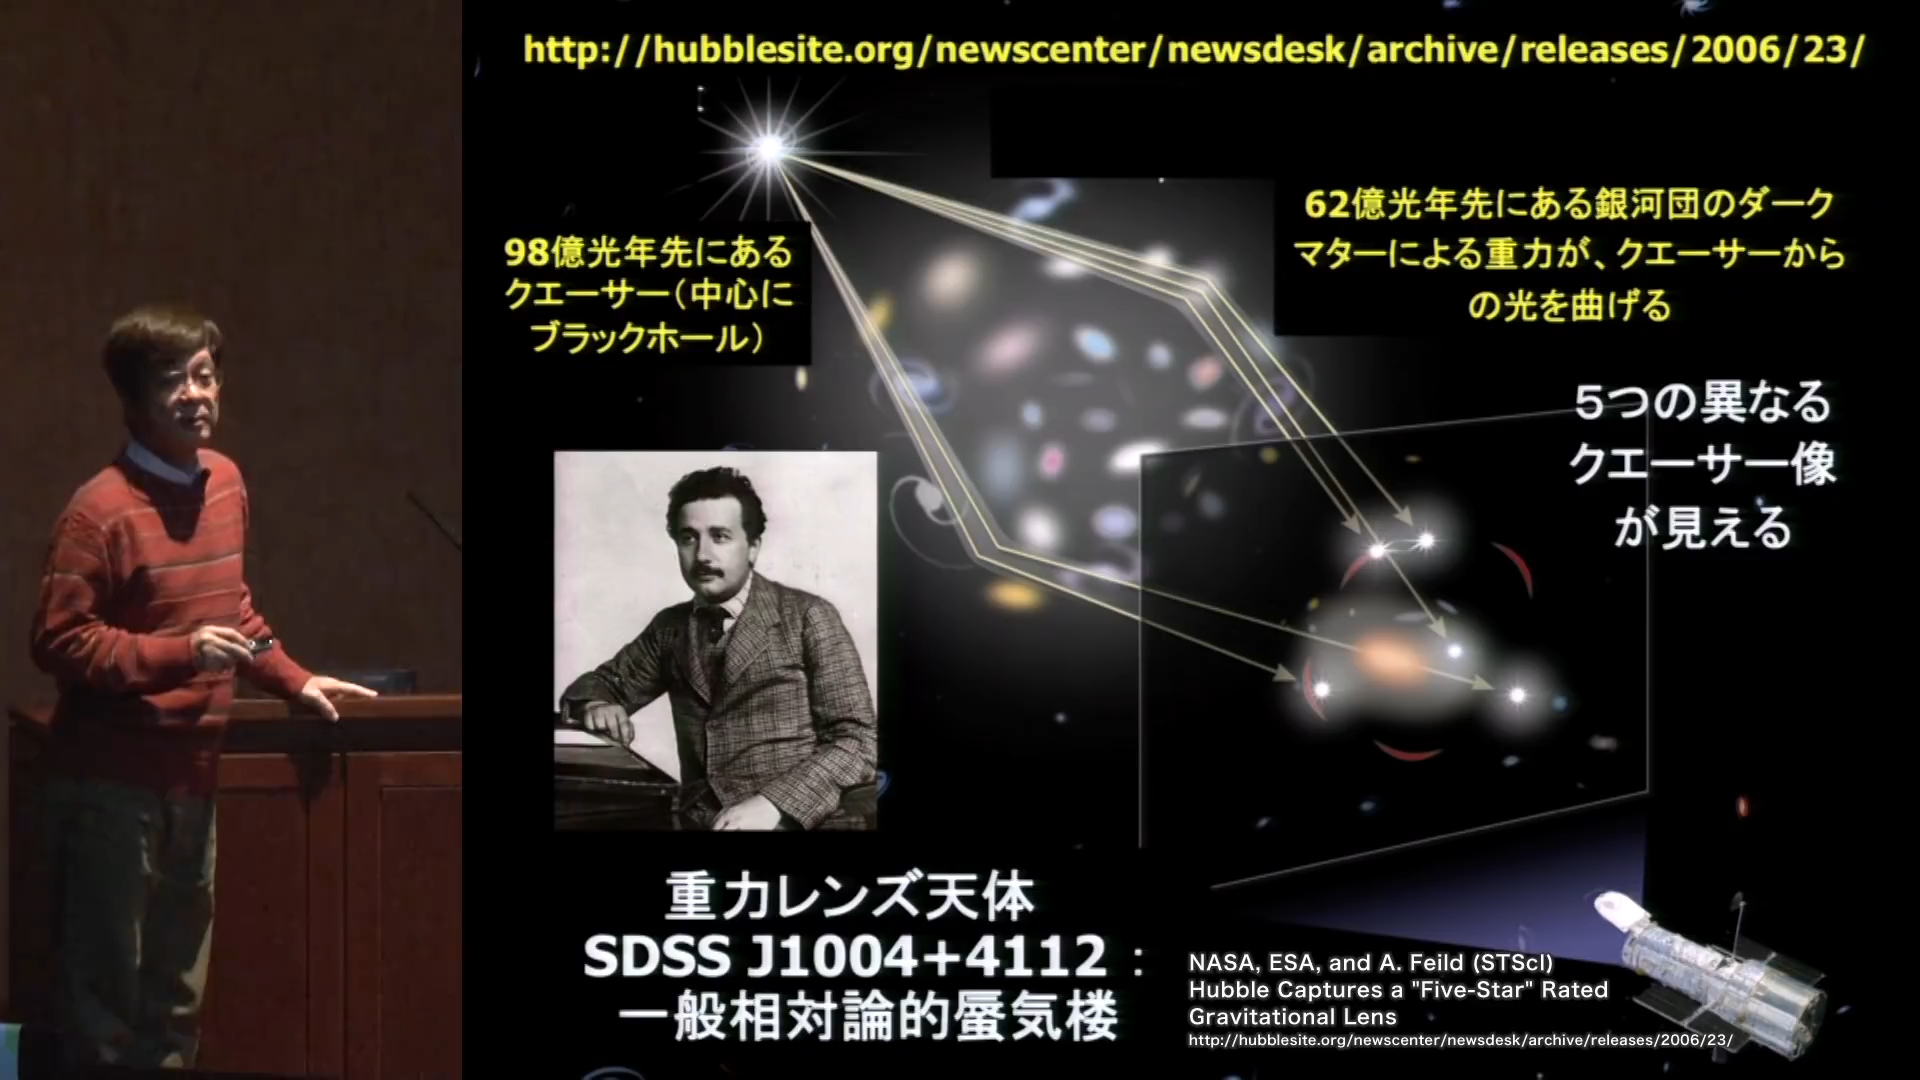 http://hubblesite.org/newscenter/newsdesk/archive/releases/2006/23/
98億光年先にある
クエーサー(中心に
ブラックホール)
62億光年先にある銀河団のダーク
マターによる重力が、クエーサーから
の光を曲げる
５つの異なる
クエーサー像
が見える
重力レンズ天体
SDSS J1004+4112：
一般相対論的蜃気楼
NASA, ESA, and A. Feild (STScI)
Hubble Captures a "Five-Star" Rated
Gravitational Lens
http://hubblesite.org/newscenter/newsdesk/archive/releases/2006/23/